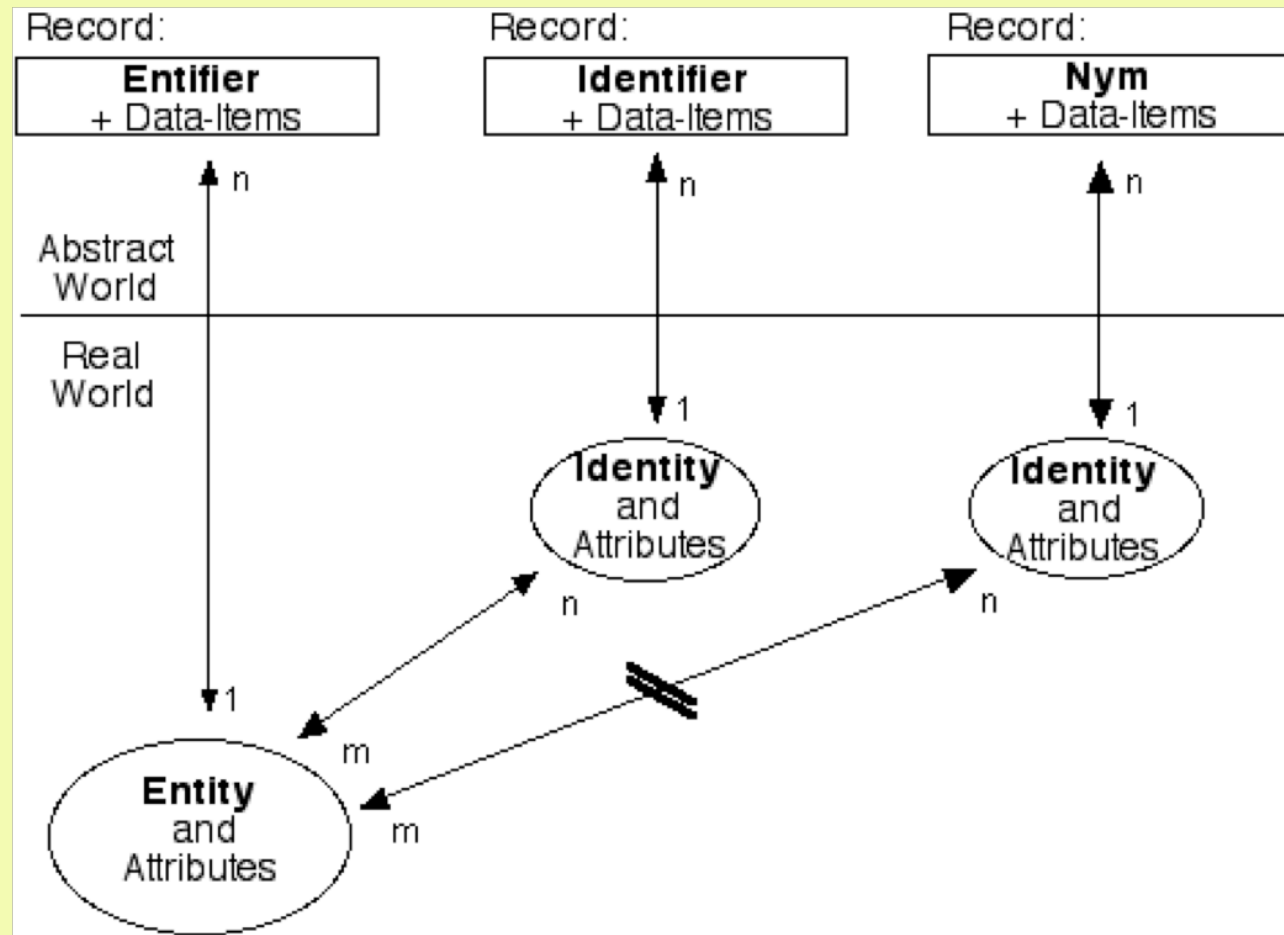 Record:
Record:
Record:
Entifier
+ Data-Items
Identifier
+ Data-Items
Nym
+ Data-Items
n
n
n
Abstract
World
Real
World
1
1
Identity
and
Attributes
Identity
and
Attributes
n
n
1
m
m
Entity
and
Attributes